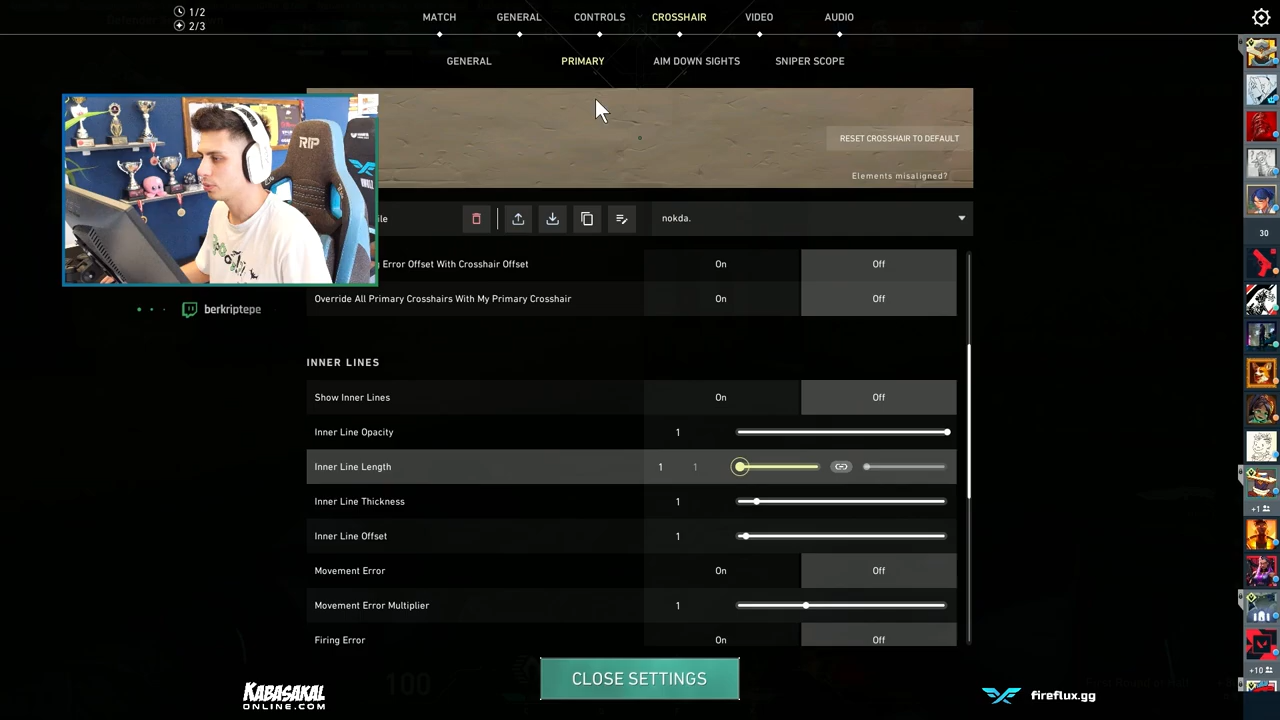 1/2
2/3
MATCH
GENERAL
CONTROLS
CROSSHAIR
VIDEO
AUDIO
GENERAL
PRIMARY
AIM DOWN SIGHTS
SNIPER SCOPE
RIP
RESET CROSSHAIR TO DEFAULT
Elements misaligned?
ile
nokda.
30
Error Offset With Crosshair Offset
On
Off
Override All Primary Crosshairs With My Primary Crosshair
On
Off
berkriptepe
INNER LINES
Show Inner Lines
On
Off
Inner Line Opacity
1
Inner Line Length
1
1
Inner Line Thickness
1
Inner Line Offset
1
+1
Movement Error
On
Off
Movement Error Multiplier
1
Firing Error
On
Off
+10
CLOSE SETTINGS
100
KABASAKAL
ONLINE.COM
fireflux.gg